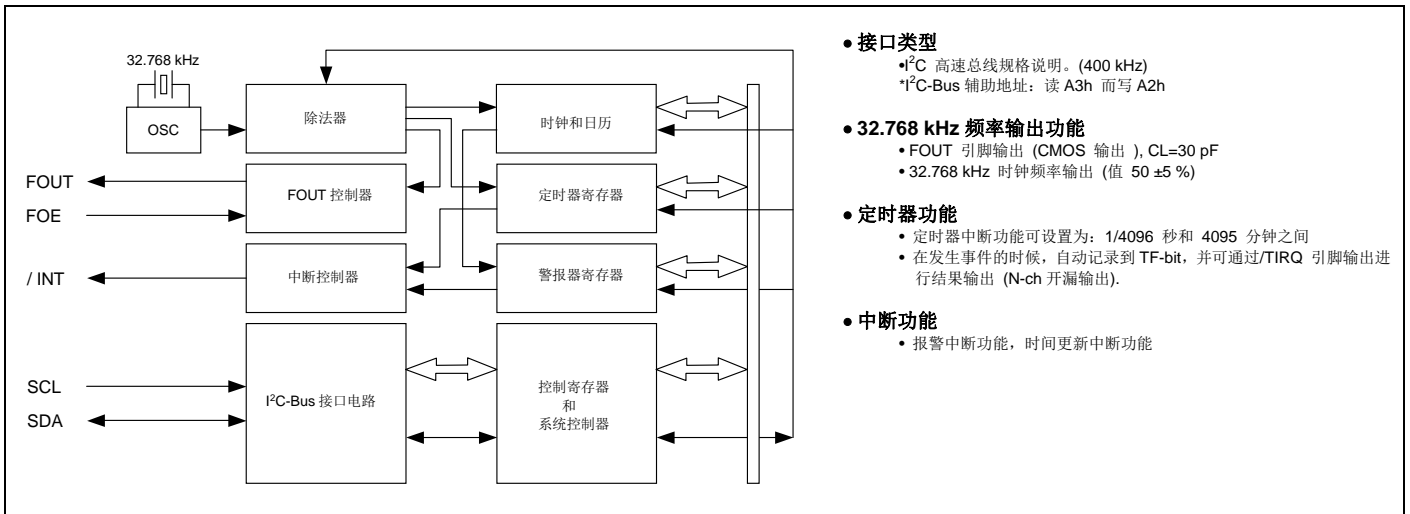 32.768 kHz
OSC
除法器
时钟和日历
FOUT
FOE
FOUT 控制器
定时器寄存器
/ INT
中断控制器
警报器寄存器
SCL
SDA
I²C-Bus 接口电路
控制寄存器
和
系统控制器
• 接口类型
•I²C 高速总线规格说明。(400 kHz)
*I²C-Bus 辅助地址：读 A3h 而写 A2h
• 32.768 kHz 频率输出功能
• FOUT 引脚输出 (CMOS 输出 ), CL=30 pF
• 32.768 kHz 时钟频率输出 (值 50 ±5 %)
• 定时器功能
• 定时器中断功能可设置为：1/4096 秒和 4095 分钟之间
• 在发生事件的时候，自动记录到 TF-bit，并可通过/TIRQ 引脚输出进
行结果输出 (N-ch 开漏输出).
• 中断功能
• 报警中断功能，时间更新中断功能